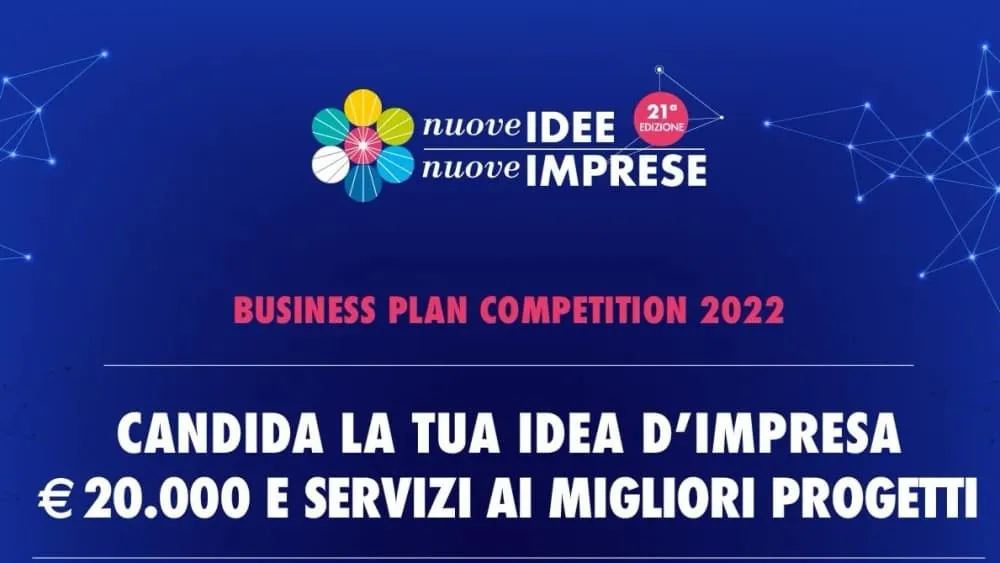 nuove IDEE
21ª
EDIZIONE
nuove IMPRESE
BUSINESS PLAN COMPETITION 2022
CANDIDA LA TUA IDEA D'IMPRESA
€ 20.000 E SERVIZI AI MIGLIORI PROGETTI